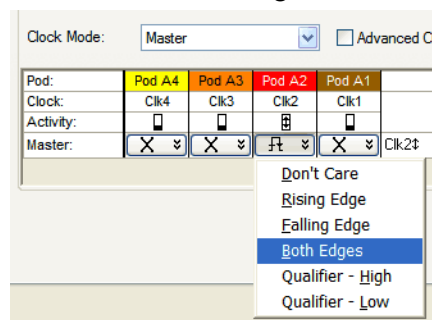 Clock Mode: Master Advanced C
Pod: Pod A4 Pod A3 Pod A2 Pod A1
Clock: Clk4 Clk3 Clk2 Clk1
Activity:
Master: X X X Clk2↕
Don't Care
Rising Edge
Falling Edge
Both Edges
Qualifier - High
Qualifier - Low